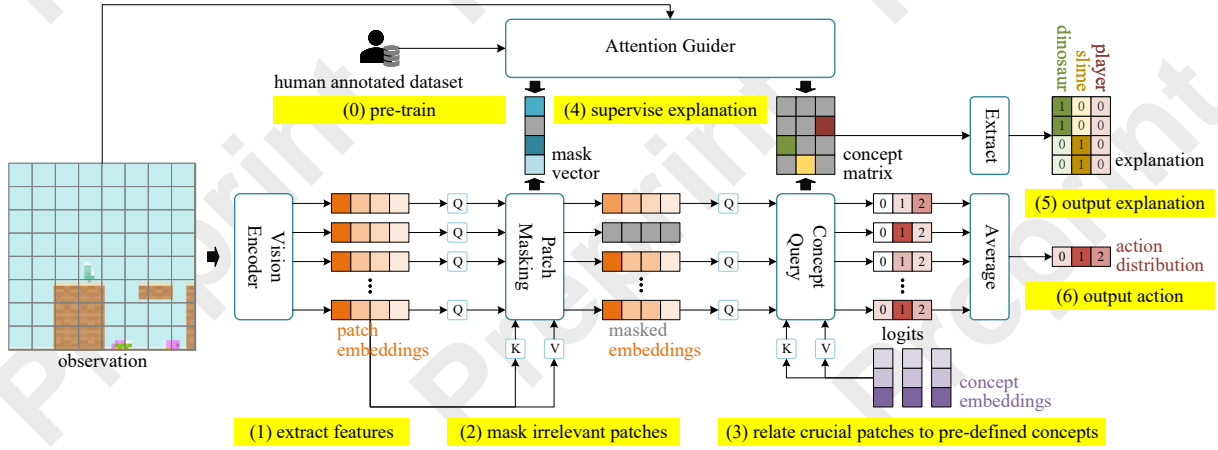 Attention Guider
human annotated dataset
(0) pre-train
(4) supervise explanation
mask
vector
concept
matrix
Extract
dinosaur
slime
player
1 0 0
1 0 0
0 1 0
0 1 0
explanation
(5) output explanation
observation
Vision
Encoder
Q
Q
Q
Q
patch
embeddings
Patch
Masking
K
V
masked
embeddings
Q
Q
Q
Concept
Query
K
V
0 1 2
0 1 2
0 1 2
0 1 2
logits
concept
embeddings
Average
0 1 2
action
distribution
(6) output action
(1) extract features
(2) mask irrelevant patches
(3) relate crucial patches to pre-defined concepts
Preprint
Preprint
Preprint